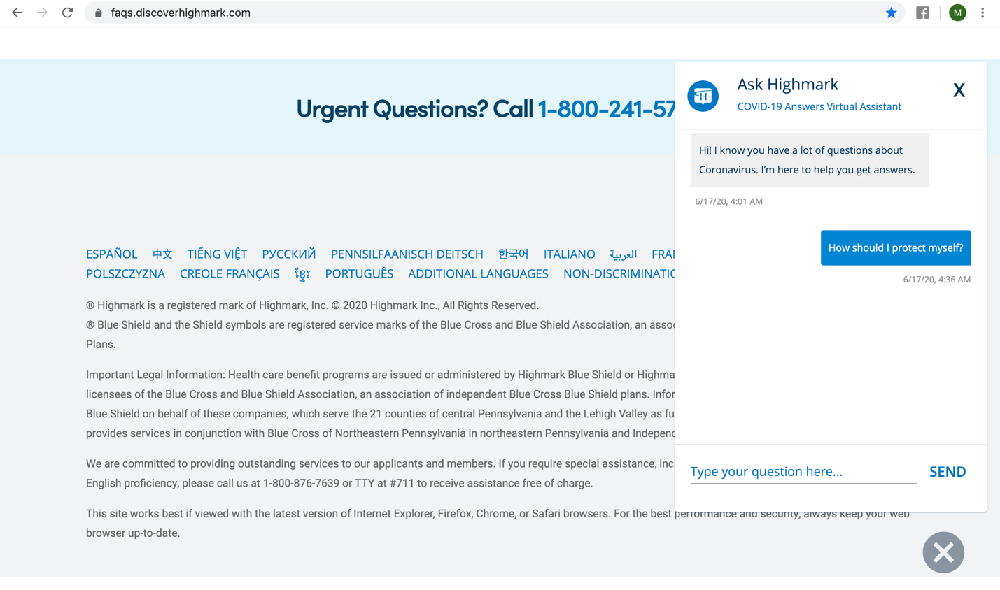 faqs.discoverhighmark.com
M
Urgent Questions? Call 1-800-241-57
Ask Highmark
X
COVID-19 Answers Virtual Assistant
Hi! I know you have a lot of questions about
Coronavirus. I'm here to help you get answers.
6/17/20, 4:01 AM
How should I protect myself?
6/17/20, 4:36 AM
Type your question here...
SEND
ESPAÑOL 中文 TIẾNG VIỆT РУССКИЙ PENNSILFAANISCH DEITSCH 한국어 ITALIANO العربية FRAN
POLSZCZYZNA CREOLE FRANÇAIS ខ្មែរ PORTUGUÊS ADDITIONAL LANGUAGES NON-DISCRIMINATIO
® Highmark is a registered mark of Highmark, Inc. © 2020 Highmark Inc., All Rights Reserved.
® Blue Shield and the Shield symbols are registered service marks of the Blue Cross and Blue Shield Association, an assoc
Plans.
Important Legal Information: Health care benefit programs are issued or administered by Highmark Blue Shield or Highma
licensees of the Blue Cross and Blue Shield Association, an association of independent Blue Cross Blue Shield plans. Infor
Blue Shield on behalf of these companies, which serve the 21 counties of central Pennsylvania and the Lehigh Valley as fu
provides services in conjunction with Blue Cross of Northeastern Pennsylvania in northeastern Pennsylvania and Independ
We are committed to providing outstanding services to our applicants and members. If you require special assistance, incl
English proficiency, please call us at 1-800-876-7639 or TTY at #711 to receive assistance free of charge.
This site works best if viewed with the latest version of Internet Explorer, Firefox, Chrome, or Safari browsers. For the best performance and security, always keep your web
browser up-to-date.